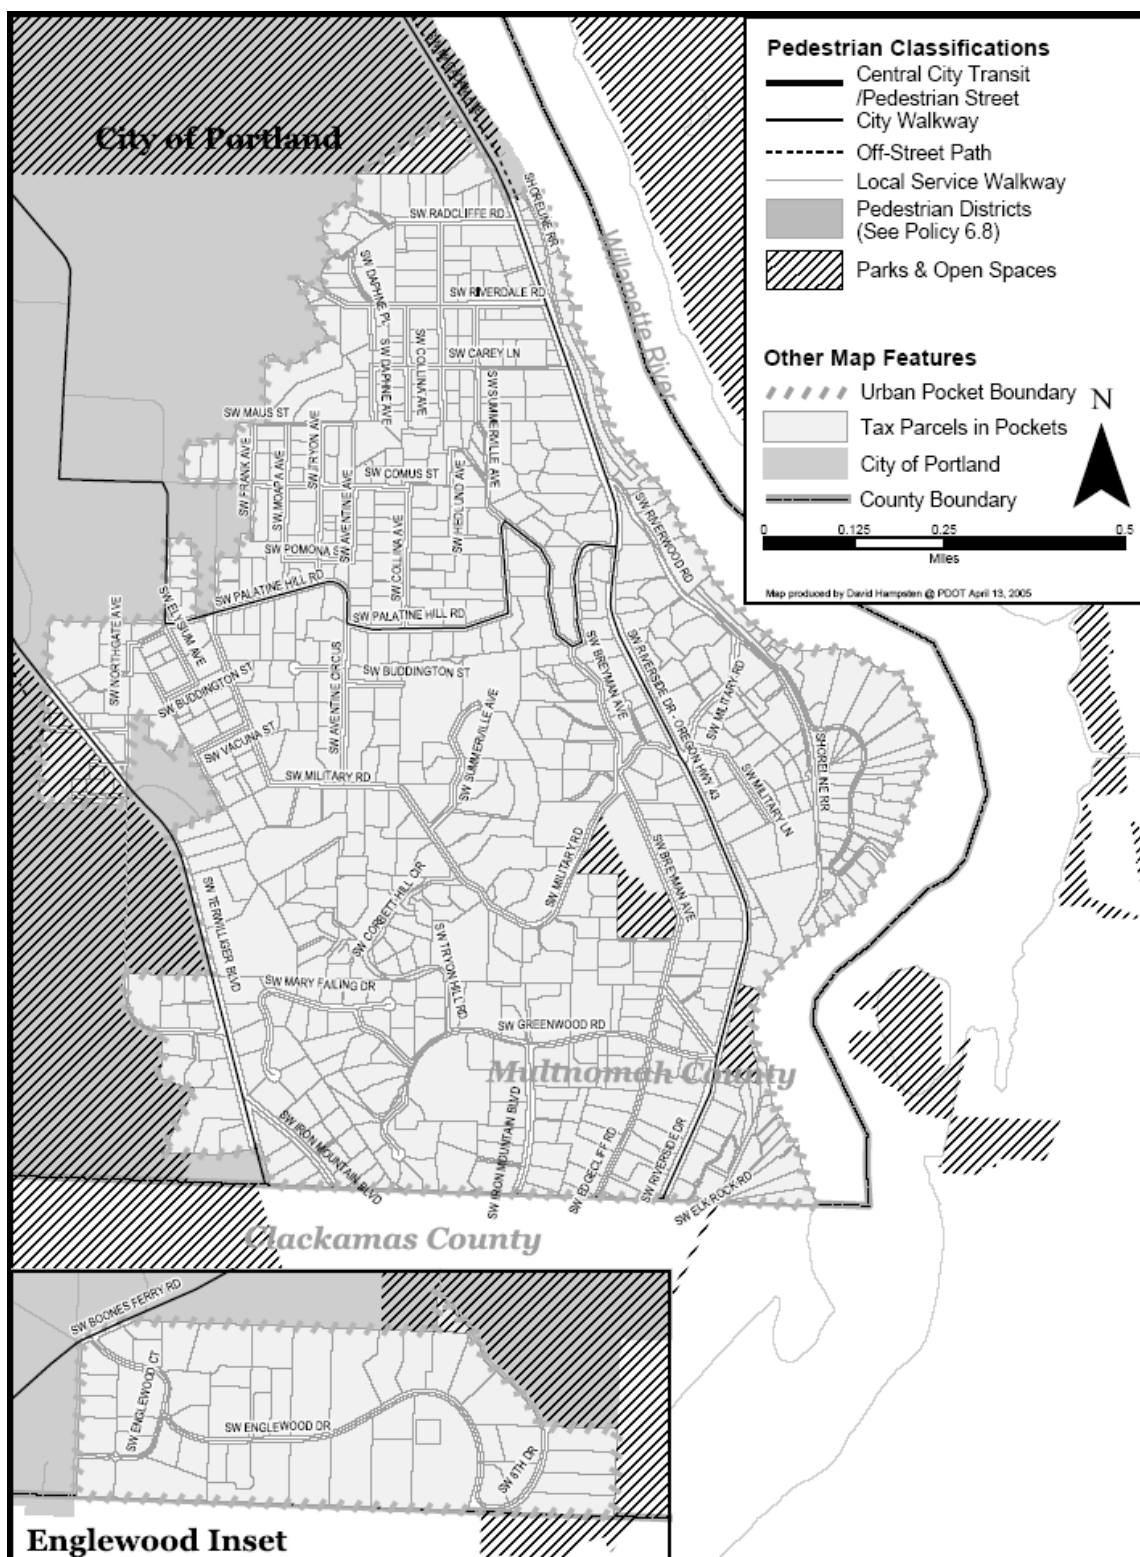 Pedestrian Classifications
Central City Transit
/Pedestrian Street
City Walkway
Off-Street Path
Local Service Walkway
Pedestrian Districts
(See Policy 6.8)
Parks & Open Spaces
Other Map Features
Urban Pocket Boundary
N
Tax Parcels in Pockets
City of Portland
County Boundary
0 0.125 0.25 0.5
Miles
Map produced by David Hampsten @ PDOT April 13, 2005
City of Portland
SHORELINE RR
SW RADCLIFFE RD
Willamette River
SW DAPHNE PL
SW RIVERDALE RD
SW DAPHNE AVE
SW COLLINA AVE
SW CAREY LN
SW SUMMERVILLE AVE
SW MAUS ST
SW FRANK AVE
SW MOAPA AVE
SW TRYON AVE
SW AVENTINE AVE
SW COMUS ST
SW HEDLUND AVE
SW COLLINA AVE
SW RIVERWOOD RD
SW POMONA S
SW PALATINE HILL RD
SW PALATINE HILL RD
SW NORTHGATE AVE
SW ELYSIUM AVE
SW BUDDINGTON ST
SW AVENTINE CIRCUS
SW BUDDINGTON ST
SW BREYMAN AVE
SW RIVERSIDE DR - OREGON HWY 43
SW MILITARY RD
SW VACUNA ST
SW SUMMERVILLE AVE
SHORELINE RR
SW MILITARY RD
SW MILITARY LN
SW MILITARY RD
SW BREYMAN AVE
SW CORBETT HILL CIR
SW TERWILLIGER BLVD
SW TRYON HILL RD
SW MARY FAILING DR
SW GREENWOOD RD
Multnomah County
SW IRON MOUNTAIN BLVD
SW IRON MOUNTAIN BLVD
SW EDGECLIFF RD
SW RIVERSIDE DR
SW ELK ROCK RD
Clackamas County
SW BOONES FERRY RD
SW ENGLEWOOD CT
SW ENGLEWOOD DR
SW 8TH DR
Englewood Inset